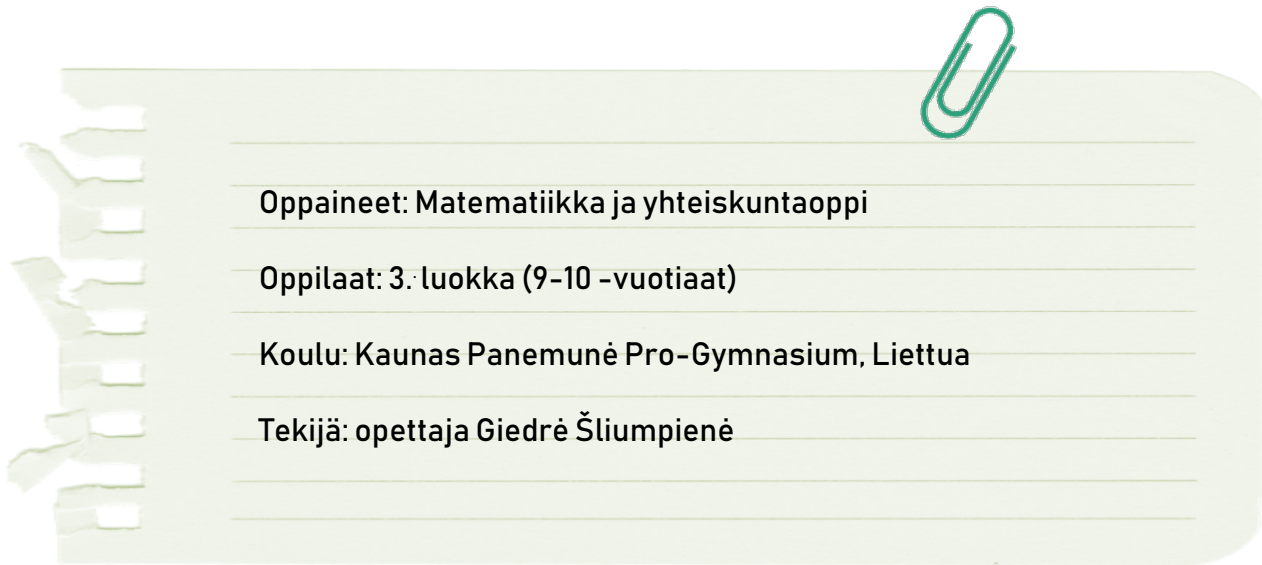 Oppaineet: Matematiikka ja yhteiskuntaoppi
Oppilaat: 3. luokka (9-10 -vuotiaat)
Koulu: Kaunas Panemunė Pro-Gymnasium, Liettua
Tekijä: opettaja Giedrė Šliumpienė